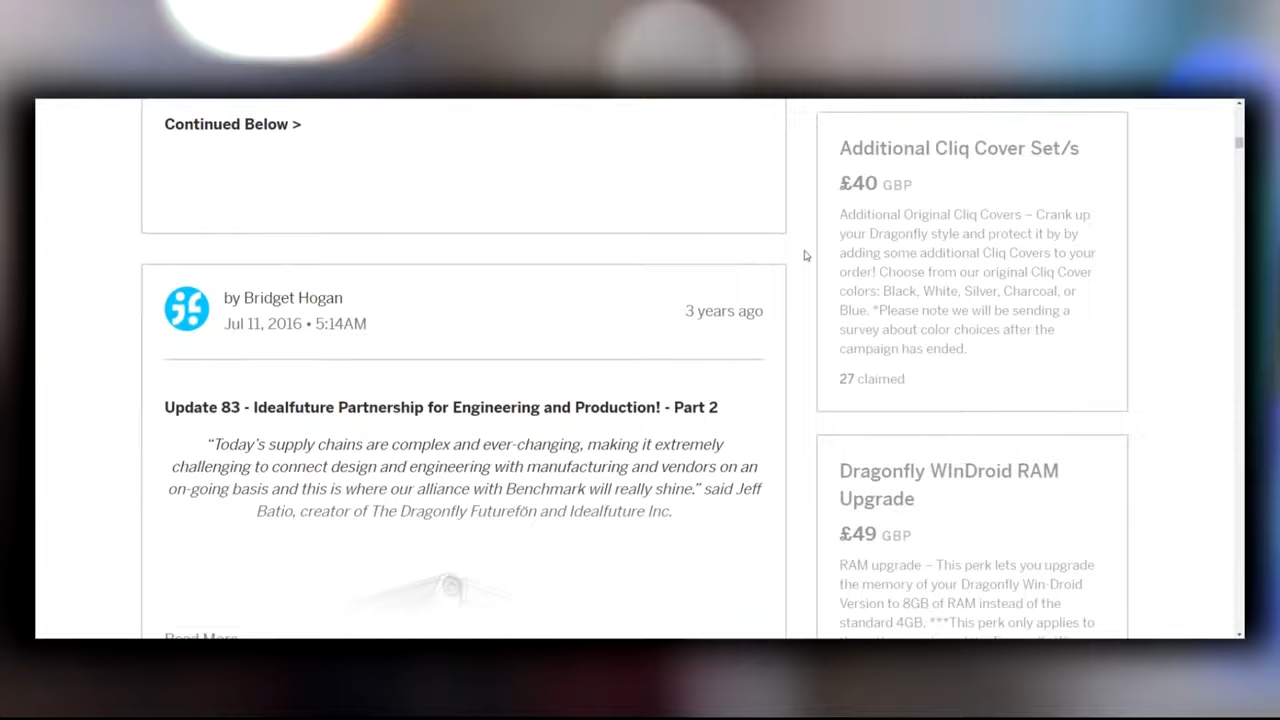 Continued Below >
by Bridget Hogan
Jul 11, 2016 • 5:14AM
3 years ago
Update 83 - Idealfuture Partnership for Engineering and Production! - Part 2
“Today’s supply chains are complex and ever-changing, making it extremely
challenging to connect design and engineering with manufacturing and vendors on an
on-going basis and this is where our alliance with Benchmark will really shine.” said Jeff
Batio, creator of The Dragonfly Futurefön and Idealfuture Inc.
Read More
Additional Cliq Cover Set/s
£40 GBP
Additional Original Cliq Covers – Crank up
your Dragonfly style and protect it by by
adding some additional Cliq Covers to your
order! Choose from our original Cliq Cover
colors: Black, White, Silver, Charcoal, or
Blue. *Please note we will be sending a
survey about color choices after the
campaign has ended.
27 claimed
Dragonfly WInDroid RAM
Upgrade
£49 GBP
RAM upgrade – This perk lets you upgrade
the memory of your Dragonfly Win-Droid
Version to 8GB of RAM instead of the
standard 4GB. ***This perk only applies to